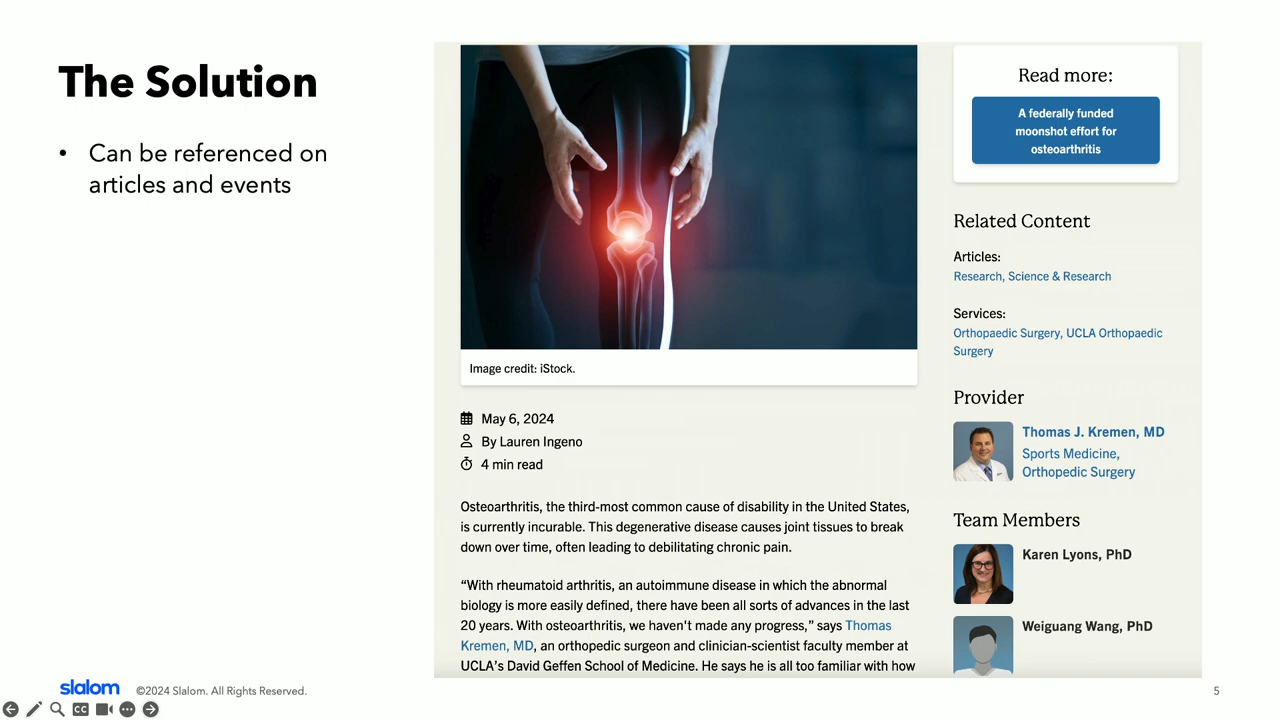 The Solution
• Can be referenced on
articles and events
Image credit: iStock.
May 6, 2024
By Lauren Ingeno
4 min read
Osteoarthritis, the third-most common cause of disability in the United States,
is currently incurable. This degenerative disease causes joint tissues to break
down over time, often leading to debilitating chronic pain.
“With rheumatoid arthritis, an autoimmune disease in which the abnormal
biology is more easily defined, there have been all sorts of advances in the last
20 years. With osteoarthritis, we haven't made any progress,” says Thomas
Kremen, MD, an orthopedic surgeon and clinician-scientist faculty member at
UCLA's David Geffen School of Medicine. He says he is all too familiar with how
Read more:
A federally funded
moonshot effort for
osteoarthritis
Related Content
Articles:
Research, Science & Research
Services:
Orthopaedic Surgery, UCLA Orthopaedic
Surgery
Provider
Thomas J. Kremen, MD
Sports Medicine,
Orthopedic Surgery
Team Members
Karen Lyons, PhD
Weiguang Wang, PhD
slalom
©2024 Slalom. All Rights Reserved.
5
CC